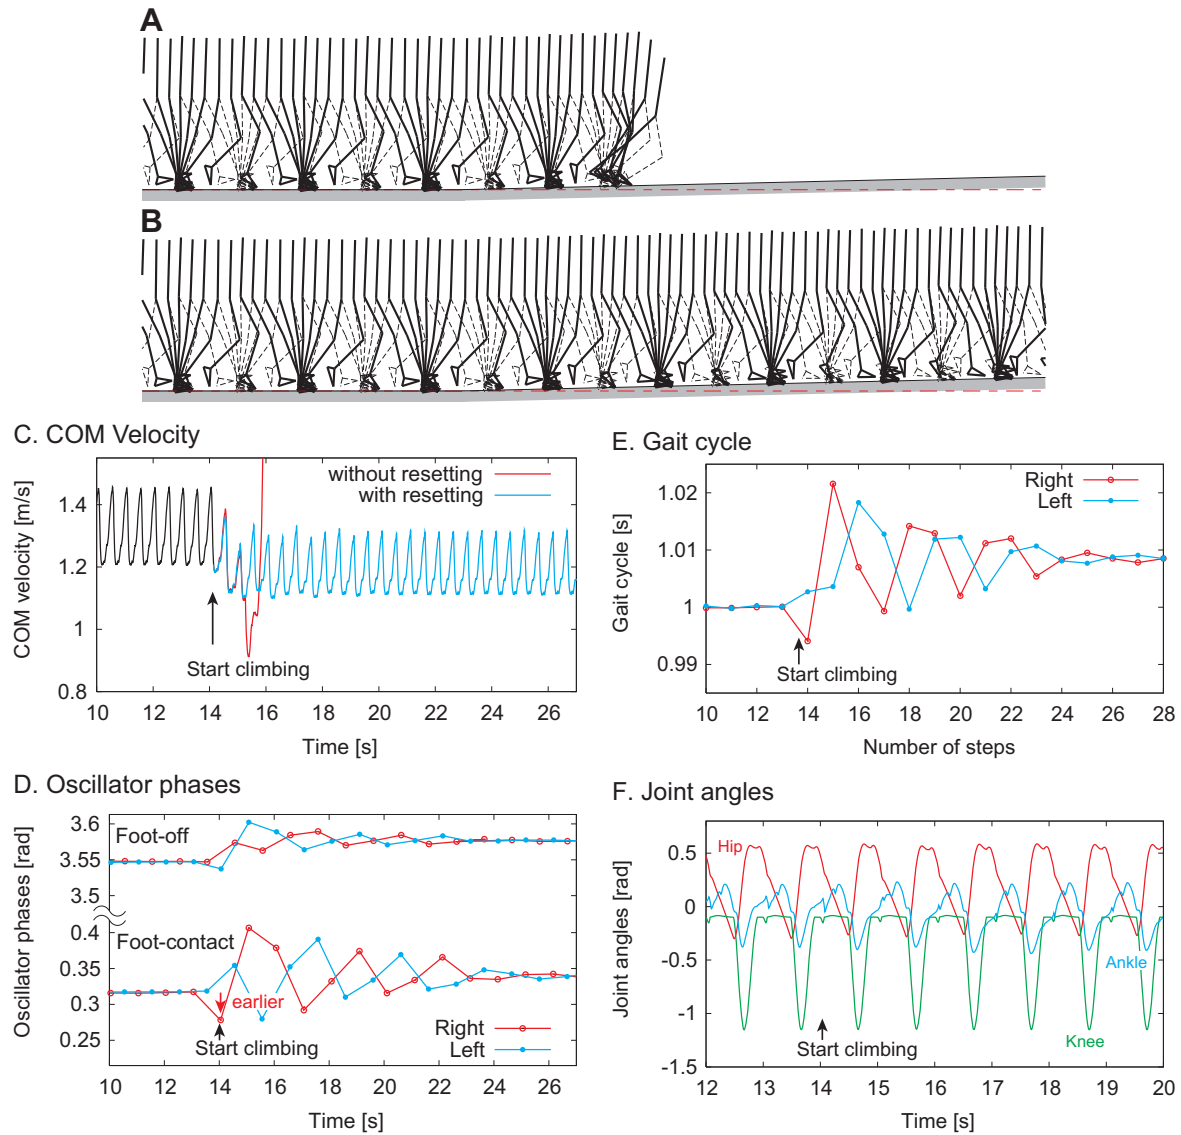 A
B
C. COM Velocity
COM velocity [m/s]
1.4
1.2
1
0.8
without resetting
with resetting
Start climbing
10 12 14 16 18 20 22 24 26
Time [s]
E. Gait cycle
Gait cycle [s]
1.02
1.01
1
0.99
Right
Left
Start climbing
10 12 14 16 18 20 22 24 26 28
Number of steps
D. Oscillator phases
Oscillator phases [rad]
3.6
3.55
3.5
0.4
0.35
0.3
0.25
Foot-off
Foot-contact
earlier
Start climbing
Right
Left
10 12 14 16 18 20 22 24 26
Time [s]
F. Joint angles
Joint angles [rad]
0.5
0
-0.5
-1
-1.5
Hip
Ankle
Knee
Start climbing
12 13 14 15 16 17 18 19 20
Time [s]